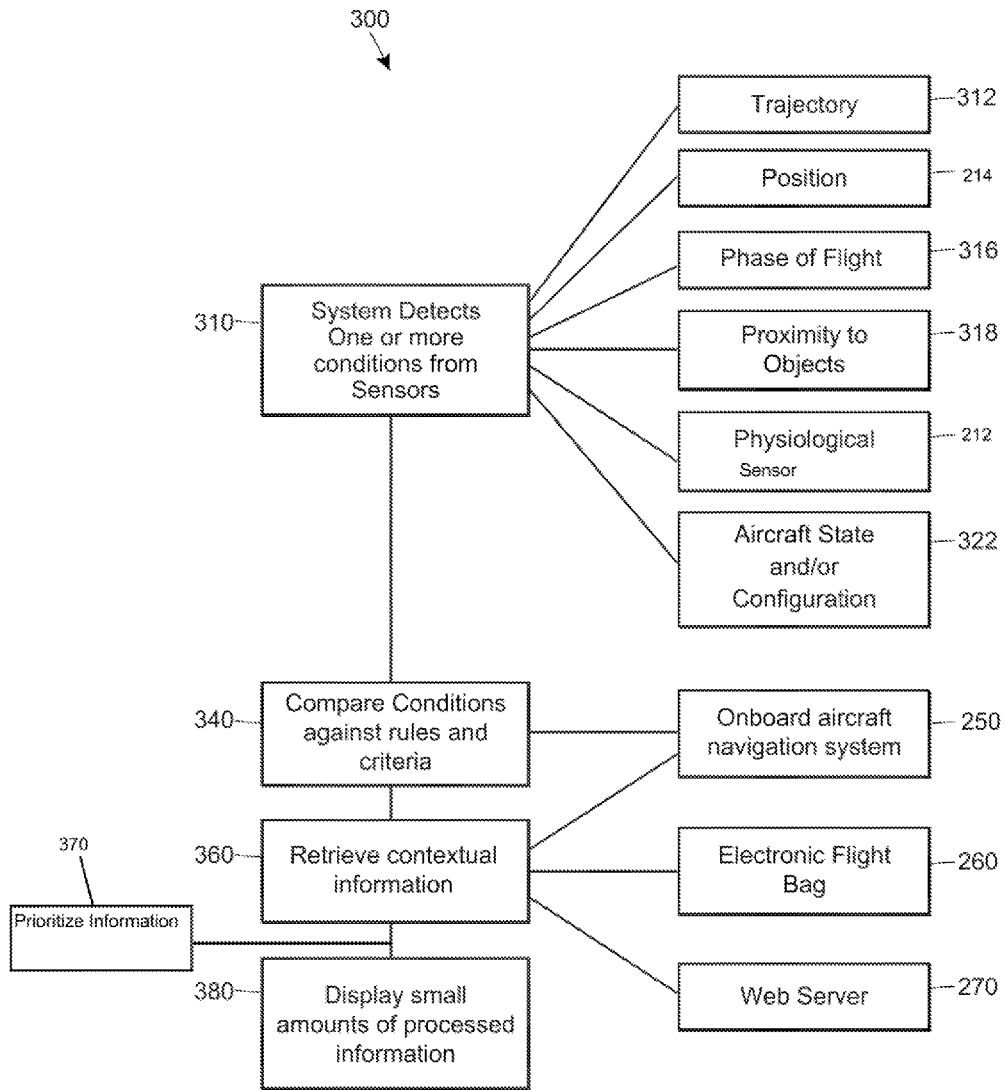 300
Trajectory
312
Position
214
Phase of Flight
316
310
System Detects
One or more
conditions from
Sensors
Proximity to
Objects
318
Physiological
Sensor
212
Aircraft State
and/or
Configuration
322
340
Compare Conditions
against rules and
criteria
Onboard aircraft
navigation system
250
360
Retrieve contextual
information
Electronic Flight
Bag
260
370
Prioritize Information
380
Display small
amounts of processed
information
Web Server
270